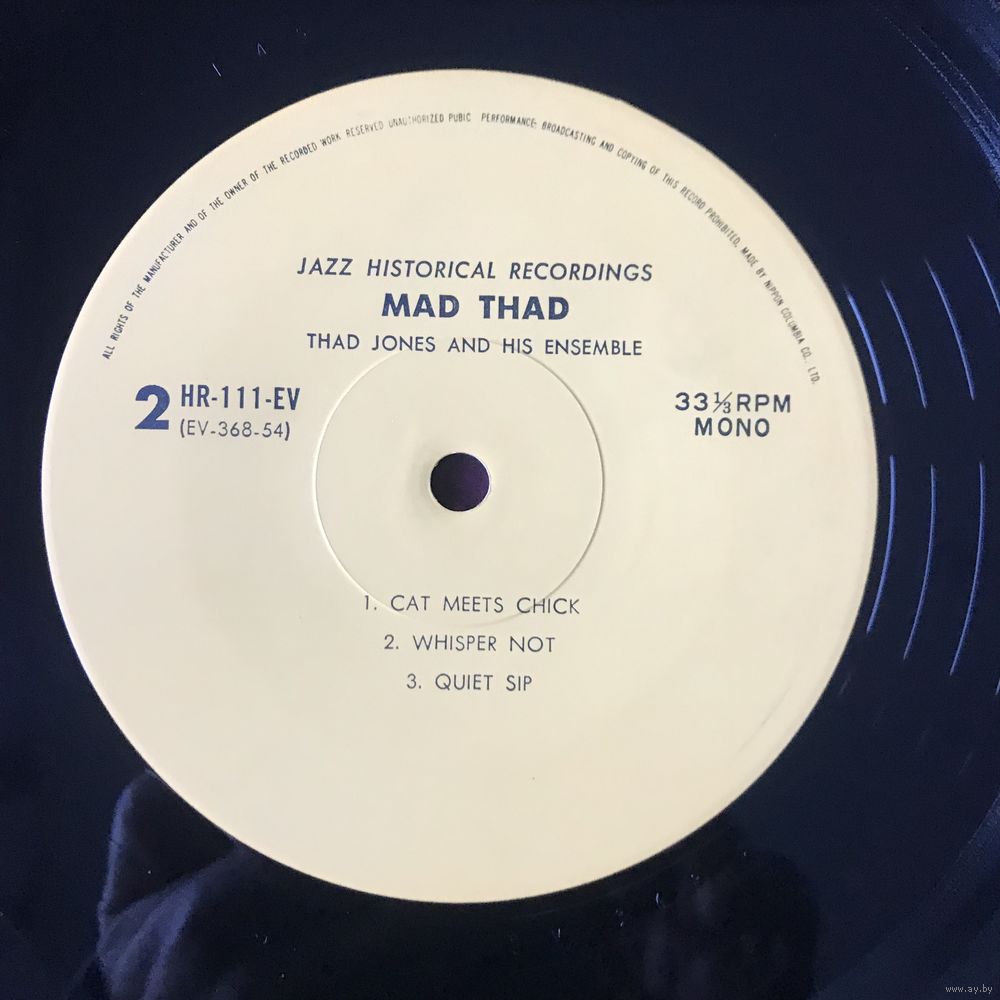 ALL RIGHTS OF THE MANUFACTURER AND OF THE OWNER OF THE RECORDED WORK RESERVED UNAUTHORIZED PUBIC PERFORMANCE; BROADCASTING AND COPYING OF THIS RECORD PROHIBITED, MADE BY NIPPON COLUMBIA CO., LTD.
JAZZ HISTORICAL RECORDINGS
MAD THAD
THAD JONES AND HIS ENSEMBLE
2 HR-111-EV
(EV-368-54)
33⅓RPM
MONO
1. CAT MEETS CHICK
2. WHISPER NOT
3. QUIET SIP
www.ay.by